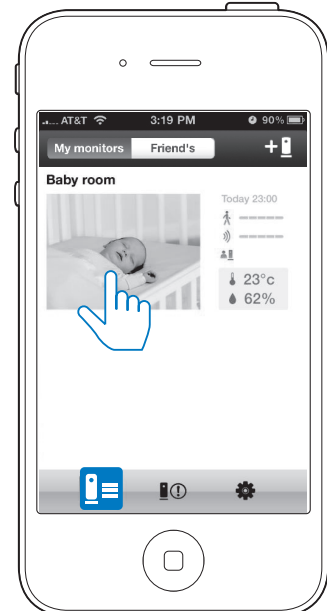 AT&T 3:19 PM 90%
My monitors Friend's +
Baby room
Today 23:00
23°c
62%